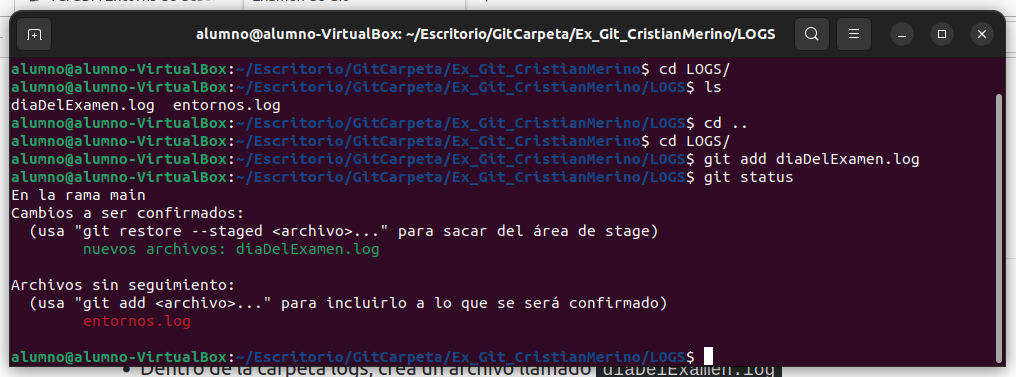 alumno@alumno-VirtualBox: ~/Escritorio/GitCarpeta/Ex_Git_CristianMerino/LOGS
alumno@alumno-VirtualBox:~/Escritorio/GitCarpeta/Ex_Git_CristianMerino$ cd LOGS/
alumno@alumno-VirtualBox:~/Escritorio/GitCarpeta/Ex_Git_CristianMerino/LOGS$ ls
diaDelExamen.log  entornos.log
alumno@alumno-VirtualBox:~/Escritorio/GitCarpeta/Ex_Git_CristianMerino/LOGS$ cd ..
alumno@alumno-VirtualBox:~/Escritorio/GitCarpeta/Ex_Git_CristianMerino$ cd LOGS/
alumno@alumno-VirtualBox:~/Escritorio/GitCarpeta/Ex_Git_CristianMerino/LOGS$ git add diaDelExamen.log
alumno@alumno-VirtualBox:~/Escritorio/GitCarpeta/Ex_Git_CristianMerino/LOGS$ git status
En la rama main
Cambios a ser confirmados:
  (usa "git restore --staged <archivo>..." para sacar del área de stage)
        nuevos archivos: diaDelExamen.log

Archivos sin seguimiento:
  (usa "git add <archivo>..." para incluirlo a lo que se será confirmado)
        entornos.log

alumno@alumno-VirtualBox:~/Escritorio/GitCarpeta/Ex_Git_CristianMerino/LOGS$
Dentro de la carpeta logs, crea un archivo llamado diaDelExamen.log